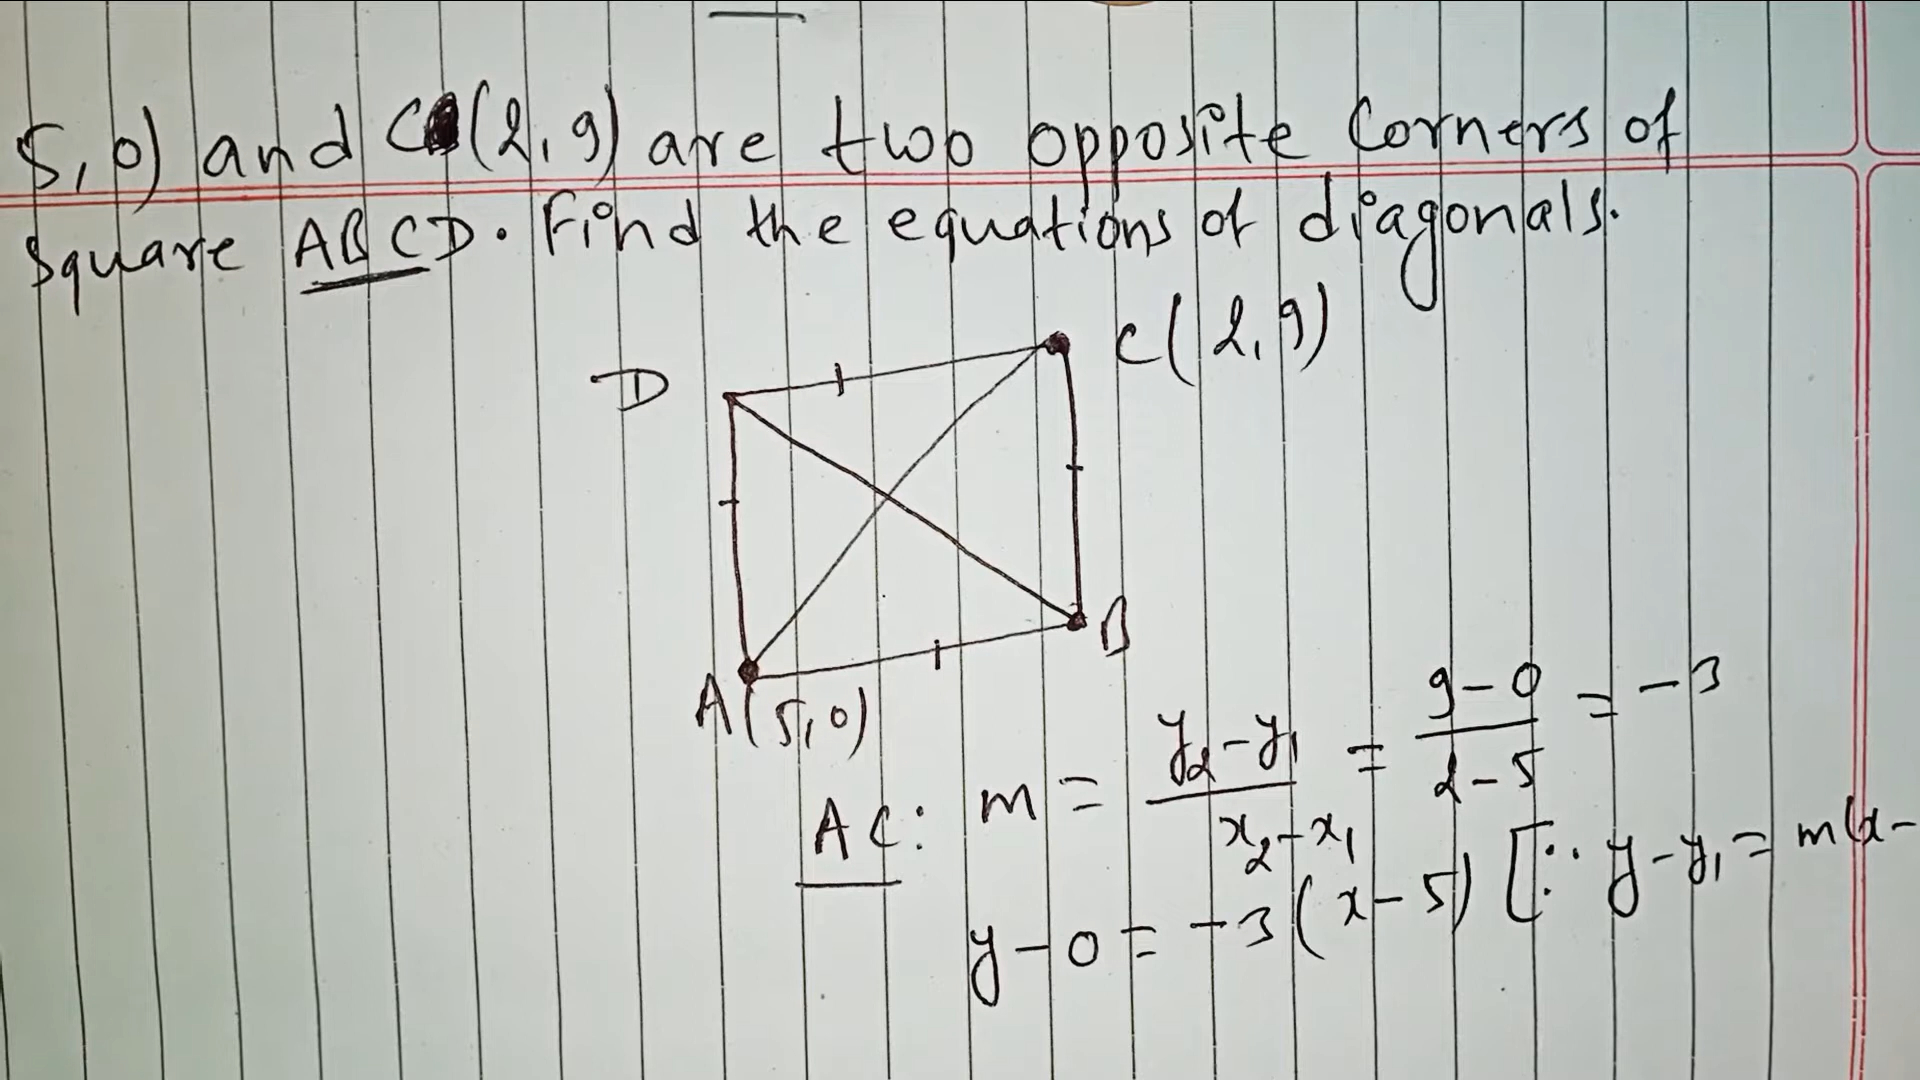 5, 0) and C(2, 9) are two opposite Corners of
square ABCD. Find the equations of diagonals.
C(2, 9)
D
B
A(5, 0)
AC: m = (y₂ - y₁)/(x₂ - x₁) = (9 - 0)/(2 - 5) = -3
y - 0 = -3(x - 5) [∵ y - y₁ = m(x -